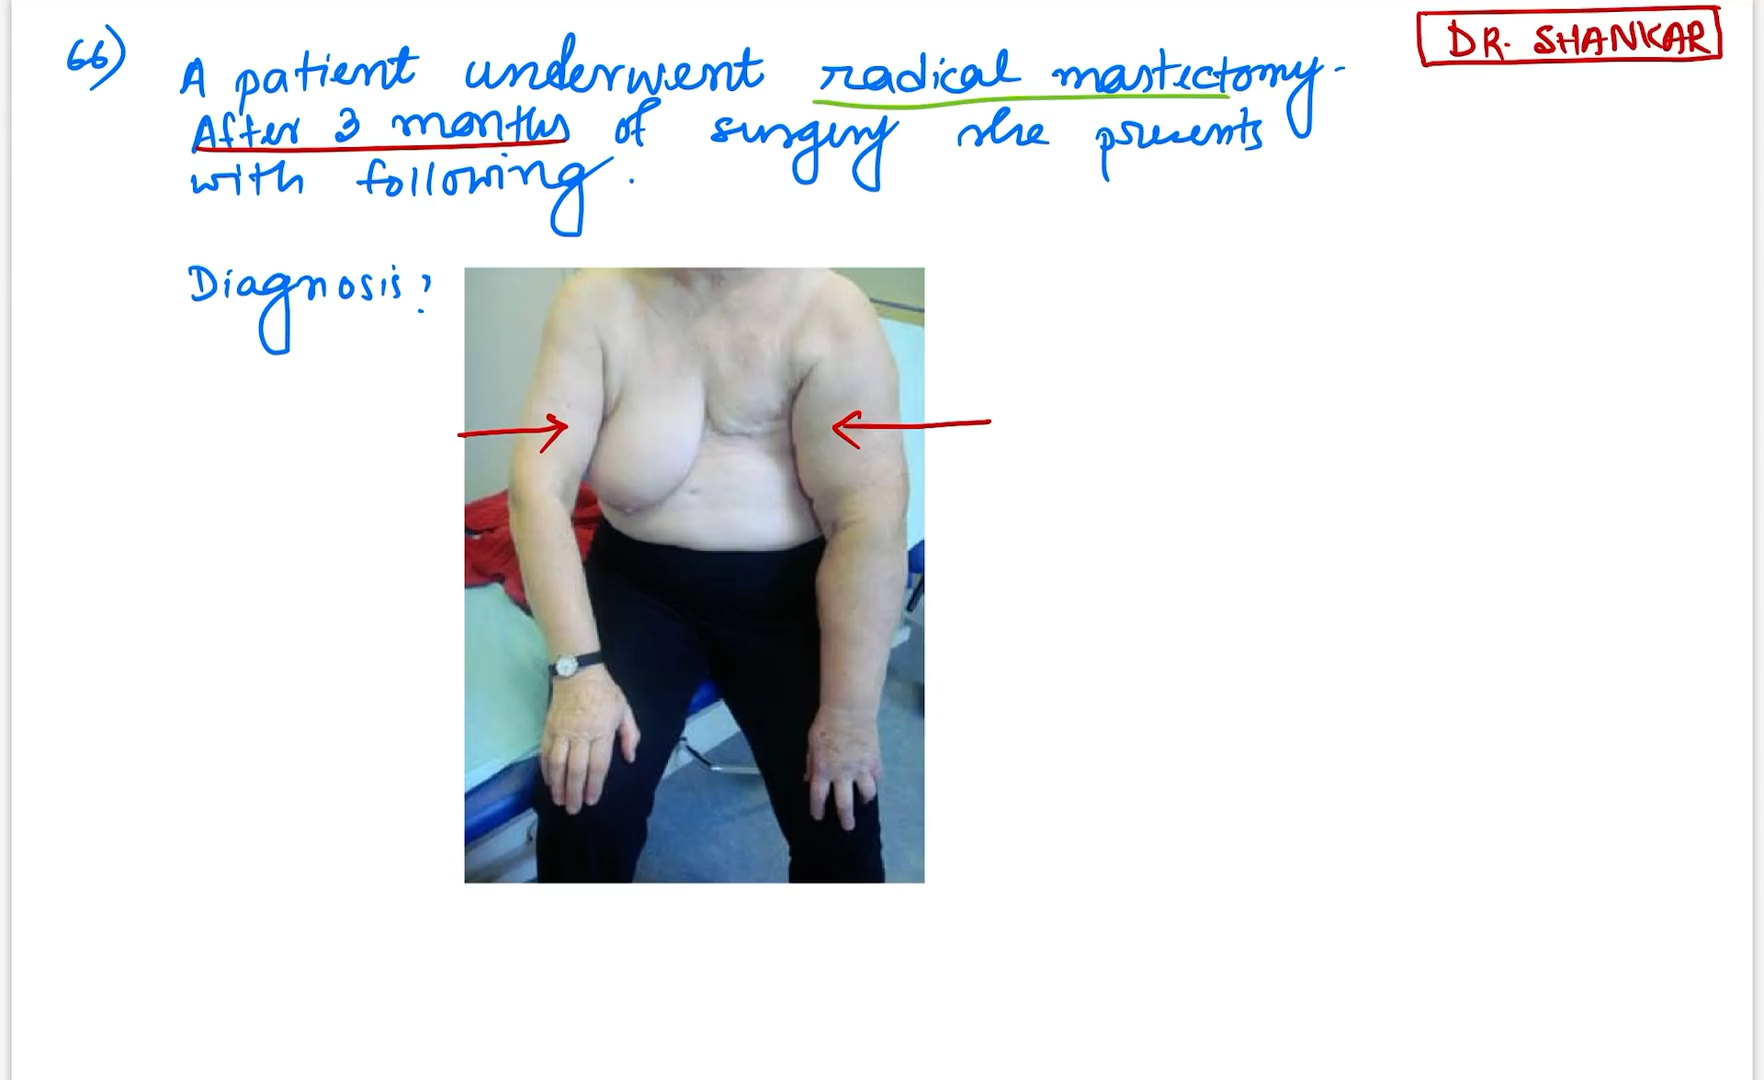 DR. SHANKAR
66) A patient underwent radical mastectomy.
After 3 months of surgery she presents
with following.
Diagnosis?